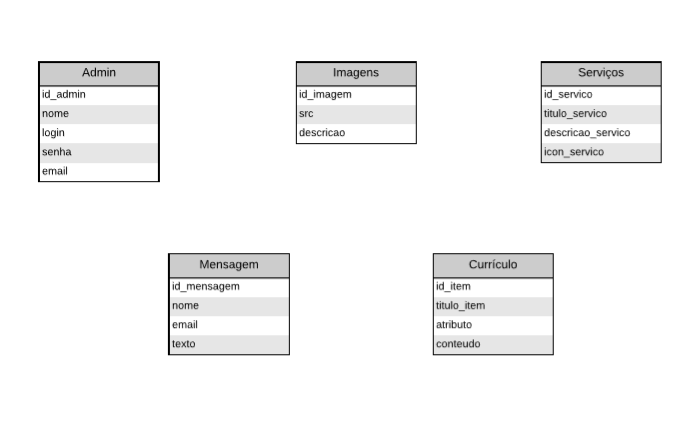 Admin
id_admin
nome
login
senha
email
Imagens
id_imagem
src
descricao
Serviços
id_servico
titulo_servico
descricao_servico
icon_servico
Mensagem
id_mensagem
nome
email
texto
Currículo
id_item
titulo_item
atributo
conteudo